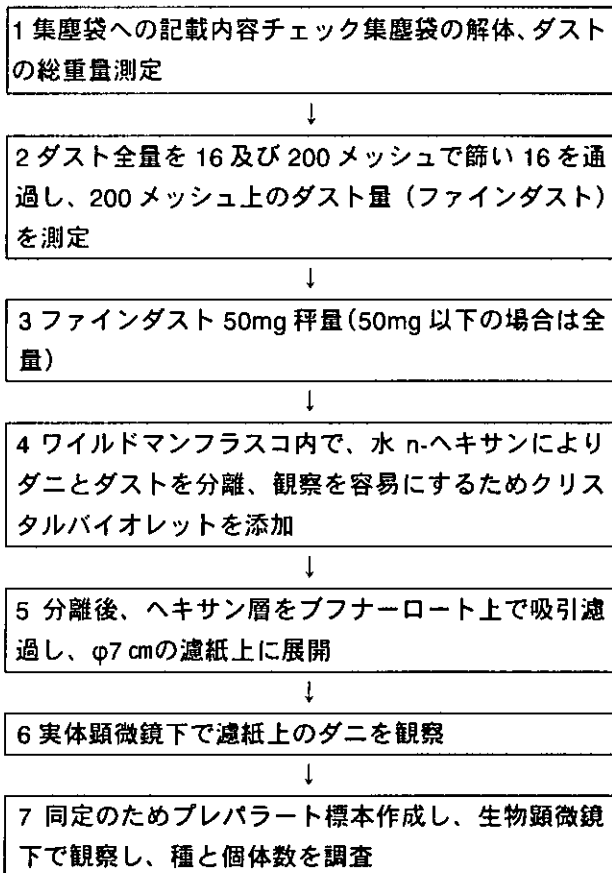 1 集塵袋への記載内容チェック集塵袋の解体、ダスト
の総重量測定
↓
2 ダスト全量を 16 及び 200 メッシュで篩い 16 を通
過し、200 メッシュ上のダスト量（ファインダスト）
を測定
↓
3 ファインダスト 50mg 秤量(50mg 以下の場合は全
量)
↓
4 ワイルドマンフラスコ内で、水 n-ヘキサンにより
ダニとダストを分離、観察を容易にするためクリス
タルバイオレットを添加
↓
5 分離後、ヘキサン層をブフナーロート上で吸引濾
過し、φ7 ㎝の濾紙上に展開
↓
6 実体顕微鏡下で濾紙上のダニを観察
↓
7 同定のためプレパラート標本作成し、生物顕微鏡
下で観察し、種と個体数を調査